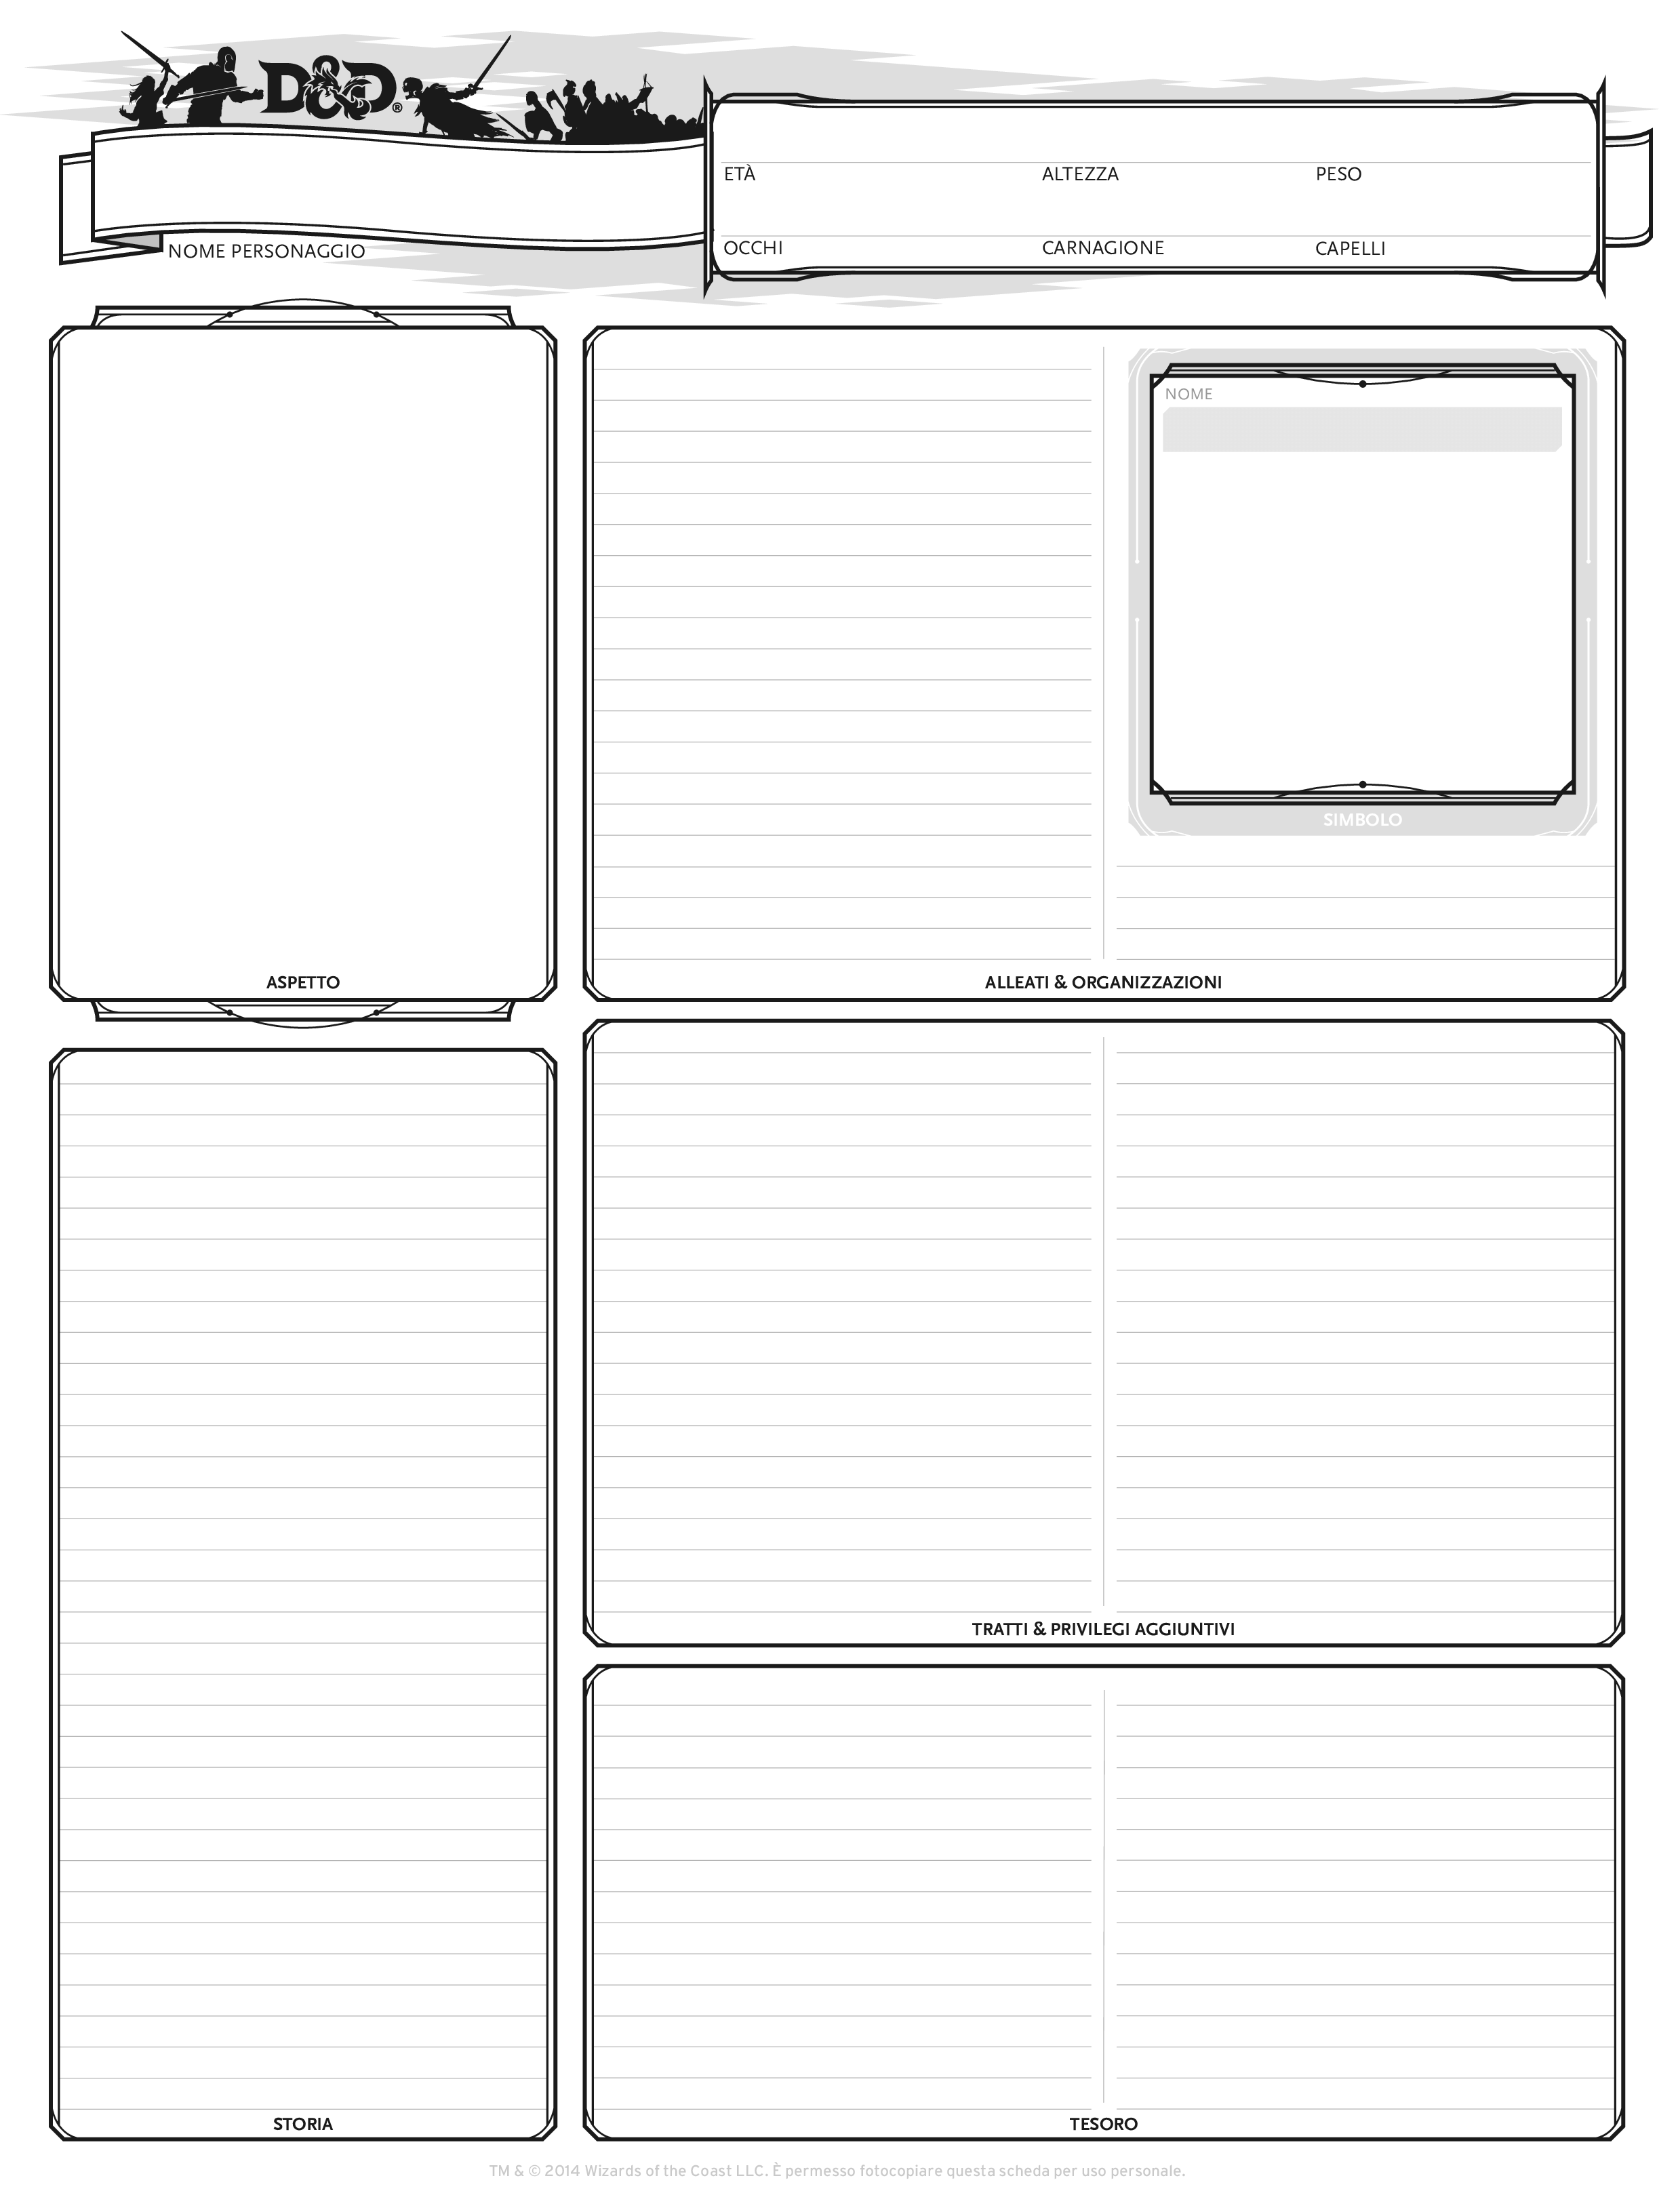 D&D®
ETÀ ALTEZZA PESO
NOME PERSONAGGIO
OCCHI CARNAGIONE CAPELLI
NOME
SIMBOLO
ASPETTO
ALLEATI & ORGANIZZAZIONI
TRATTI & PRIVILEGI AGGIUNTIVI
STORIA
TESORO
TM & © 2014 Wizards of the Coast LLC. È permesso fotocopiare questa scheda per uso personale.